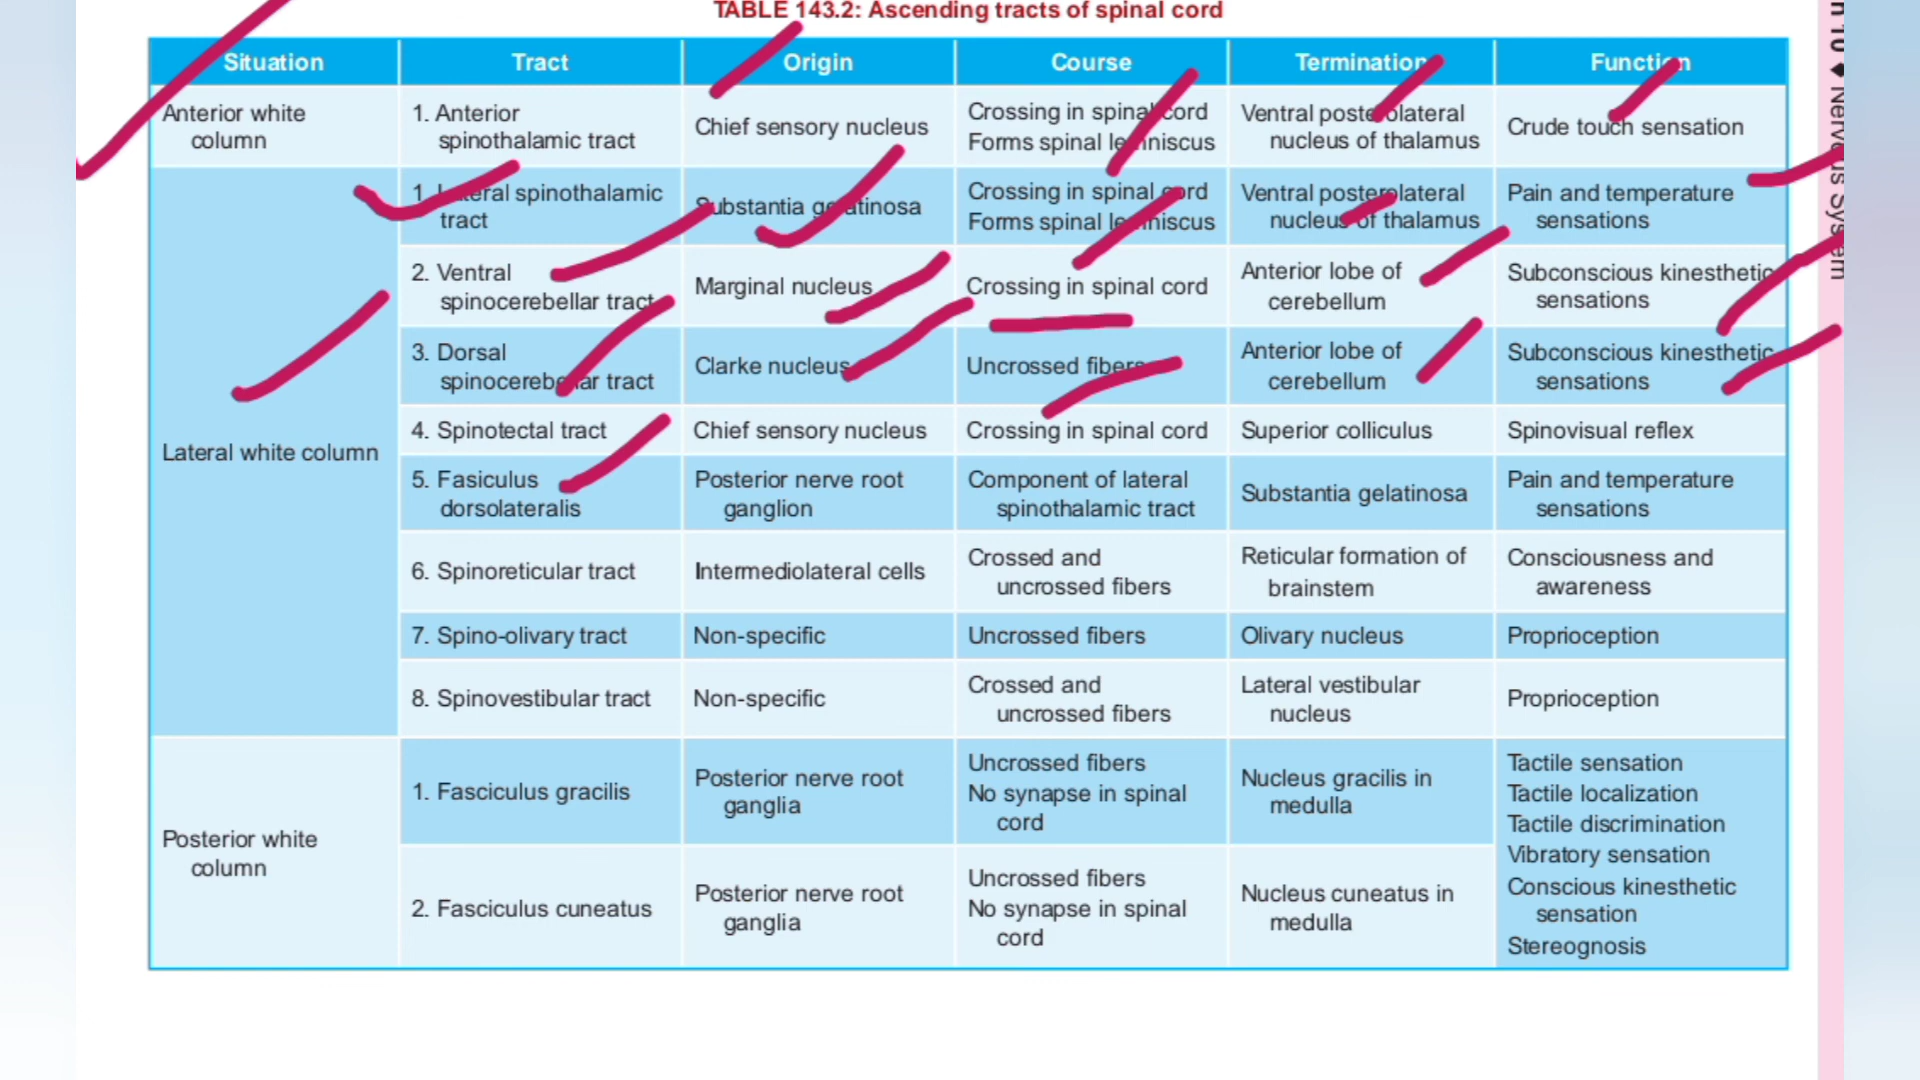 TABLE 143.2: Ascending tracts of spinal cord
Situation Tract Origin Course Termination Function
Anterior white
column
1. Anterior
spinothalamic tract
Chief sensory nucleus
Crossing in spinal cord
Forms spinal lemniscus
Ventral posterolateral
nucleus of thalamus
Crude touch sensation
Lateral white column
1. Lateral spinothalamic
tract
Substantia gelatinosa
Crossing in spinal cord
Forms spinal lemniscus
Ventral posterolateral
nucleus of thalamus
Pain and temperature
sensations
2. Ventral
spinocerebellar tract
Marginal nucleus
Crossing in spinal cord
Anterior lobe of
cerebellum
Subconscious kinesthetic
sensations
3. Dorsal
spinocerebellar tract
Clarke nucleus
Uncrossed fibers
Anterior lobe of
cerebellum
Subconscious kinesthetic
sensations
4. Spinotectal tract
Chief sensory nucleus
Crossing in spinal cord
Superior colliculus
Spinovisual reflex
5. Fasiculus
dorsolateralis
Posterior nerve root
ganglion
Component of lateral
spinothalamic tract
Substantia gelatinosa
Pain and temperature
sensations
6. Spinoreticular tract
Intermediolateral cells
Crossed and
uncrossed fibers
Reticular formation of
brainstem
Consciousness and
awareness
7. Spino-olivary tract
Non-specific
Uncrossed fibers
Olivary nucleus
Proprioception
8. Spinovestibular tract
Non-specific
Crossed and
uncrossed fibers
Lateral vestibular
nucleus
Proprioception
Posterior white
column
1. Fasciculus gracilis
Posterior nerve root
ganglia
Uncrossed fibers
No synapse in spinal
cord
Nucleus gracilis in
medulla
Tactile sensation
Tactile localization
Tactile discrimination
Vibratory sensation
Conscious kinesthetic
sensation
Stereognosis
2. Fasciculus cuneatus
Posterior nerve root
ganglia
Uncrossed fibers
No synapse in spinal
cord
Nucleus cuneatus in
medulla
10 ♦ Nervous System